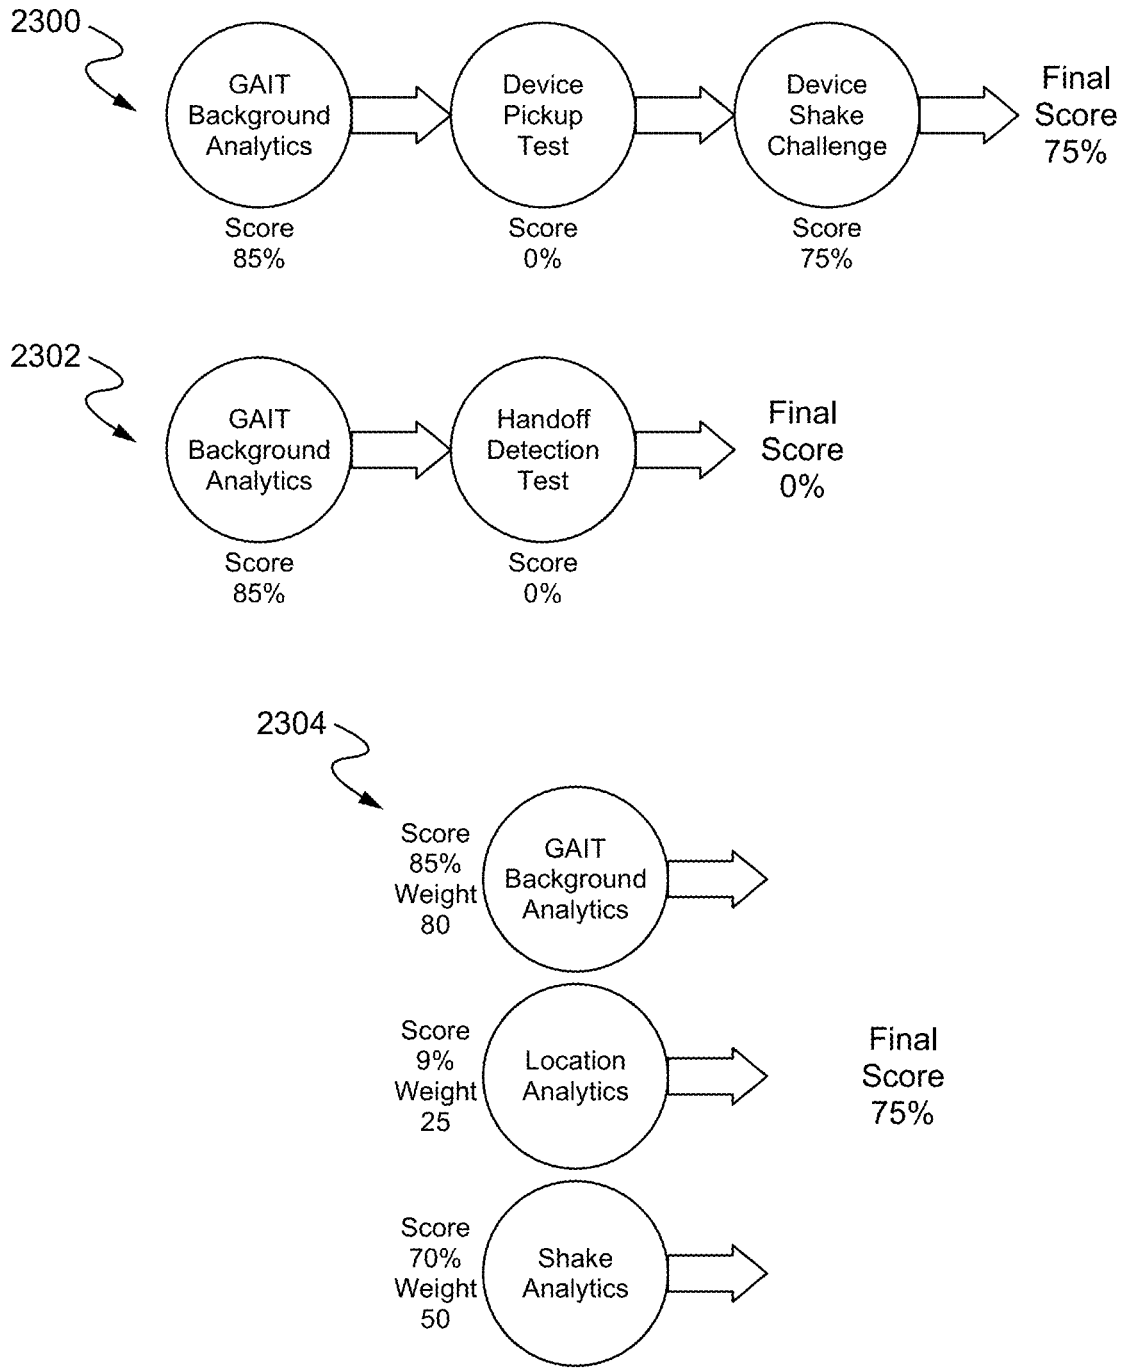 2300
GAIT
Background
Analytics
Score
85%
Device
Pickup
Test
Score
0%
Device
Shake
Challenge
Score
75%
Final
Score
75%
2302
GAIT
Background
Analytics
Score
85%
Handoff
Detection
Test
Score
0%
Final
Score
0%
2304
Score
85%
Weight
80
GAIT
Background
Analytics
Score
9%
Weight
25
Location
Analytics
Final
Score
75%
Score
70%
Weight
50
Shake
Analytics